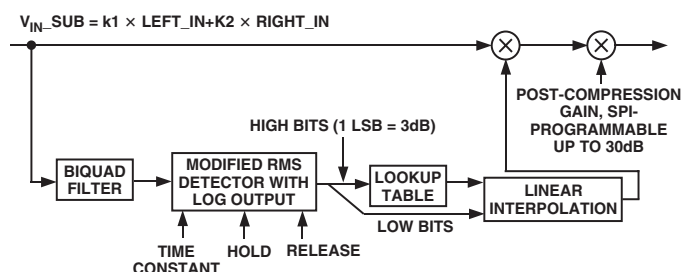 V_IN_SUB = k1 × LEFT_IN+K2 × RIGHT_IN
POST-COMPRESSION
GAIN, SPI-
PROGRAMMABLE
UP TO 30dB
HIGH BITS (1 LSB = 3dB)
BIQUAD
FILTER
MODIFIED RMS
DETECTOR WITH
LOG OUTPUT
LOOKUP
TABLE
LINEAR
INTERPOLATION
LOW BITS
TIME
CONSTANT
HOLD
RELEASE